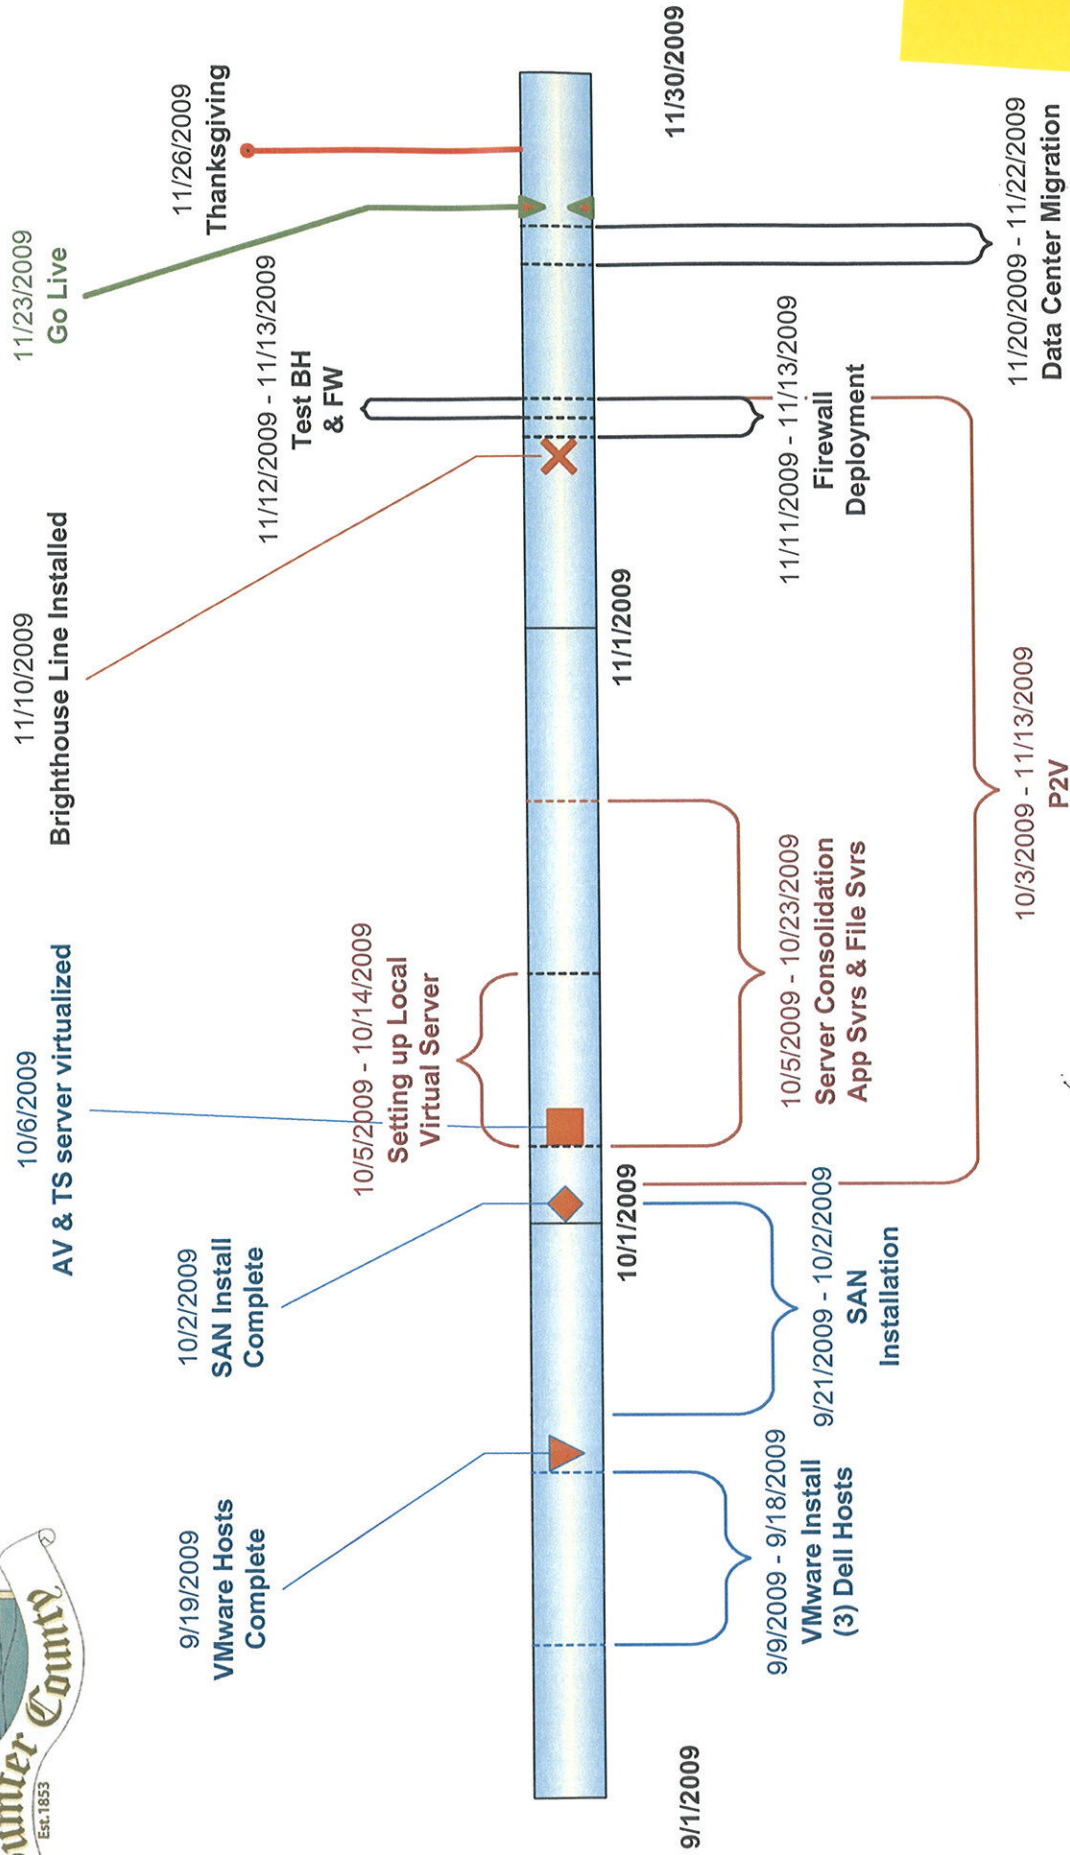 County
Est.1853
11/23/2009
Go Live
11/10/2009
Brighthouse Line Installed
10/6/2009
AV & TS server virtualized
11/26/2009
Thanksgiving
11/12/2009 - 11/13/2009
Test BH
& FW
10/5/2009 - 10/14/2009
Setting up Local
Virtual Server
10/2/2009
SAN Install
Complete
9/19/2009
VMware Hosts
Complete
9/1/2009
10/1/2009
11/1/2009
11/30/2009
9/9/2009 - 9/18/2009
VMware Install
(3) Dell Hosts
9/21/2009 - 10/2/2009
SAN
Installation
10/5/2009 - 10/23/2009
Server Consolidation
App Svrs & File Svrs
11/11/2009 - 11/13/2009
Firewall
Deployment
11/20/2009 - 11/22/2009
Data Center Migration
10/3/2009 - 11/13/2009
P2V